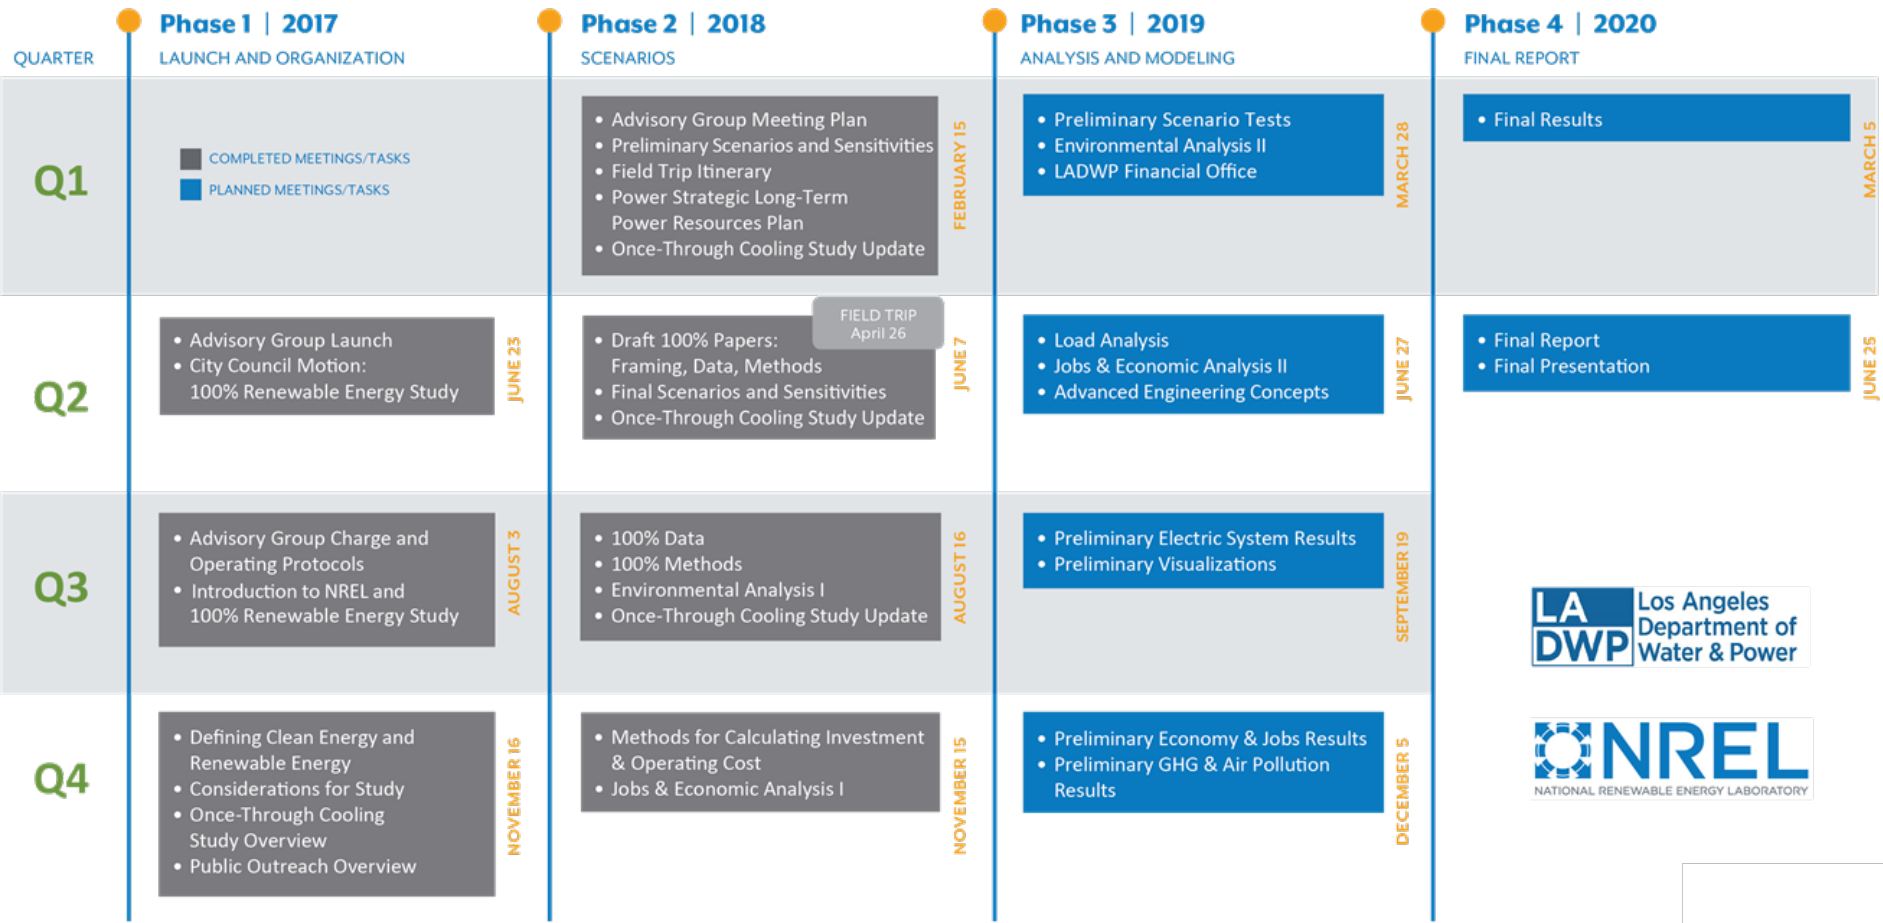 Phase 1 | 2017
Phase 2 | 2018
Phase 3 | 2019
Phase 4 | 2020
QUARTER
LAUNCH AND ORGANIZATION
SCENARIOS
ANALYSIS AND MODELING
FINAL REPORT
Q1
COMPLETED MEETINGS/TASKS
PLANNED MEETINGS/TASKS
• Advisory Group Meeting Plan
• Preliminary Scenarios and Sensitivities
• Field Trip Itinerary
• Power Strategic Long-Term
Power Resources Plan
• Once-Through Cooling Study Update
FEBRUARY 15
• Preliminary Scenario Tests
• Environmental Analysis II
• LADWP Financial Office
MARCH 28
• Final Results
MARCH 5
Q2
• Advisory Group Launch
• City Council Motion:
100% Renewable Energy Study
JUNE 23
FIELD TRIP
April 26
• Draft 100% Papers:
Framing, Data, Methods
• Final Scenarios and Sensitivities
• Once-Through Cooling Study Update
JUNE 7
• Load Analysis
• Jobs & Economic Analysis II
• Advanced Engineering Concepts
JUNE 27
• Final Report
• Final Presentation
JUNE 25
Q3
• Advisory Group Charge and
Operating Protocols
• Introduction to NREL and
100% Renewable Energy Study
AUGUST 3
• 100% Data
• 100% Methods
• Environmental Analysis I
• Once-Through Cooling Study Update
AUGUST 16
• Preliminary Electric System Results
• Preliminary Visualizations
SEPTEMBER 19
LA
DWP
Los Angeles
Department of
Water & Power
Q4
• Defining Clean Energy and
Renewable Energy
• Considerations for Study
• Once-Through Cooling
Study Overview
• Public Outreach Overview
NOVEMBER 16
• Methods for Calculating Investment
& Operating Cost
• Jobs & Economic Analysis I
NOVEMBER 15
• Preliminary Economy & Jobs Results
• Preliminary GHG & Air Pollution
Results
DECEMBER 5
NREL
NATIONAL RENEWABLE ENERGY LABORATORY